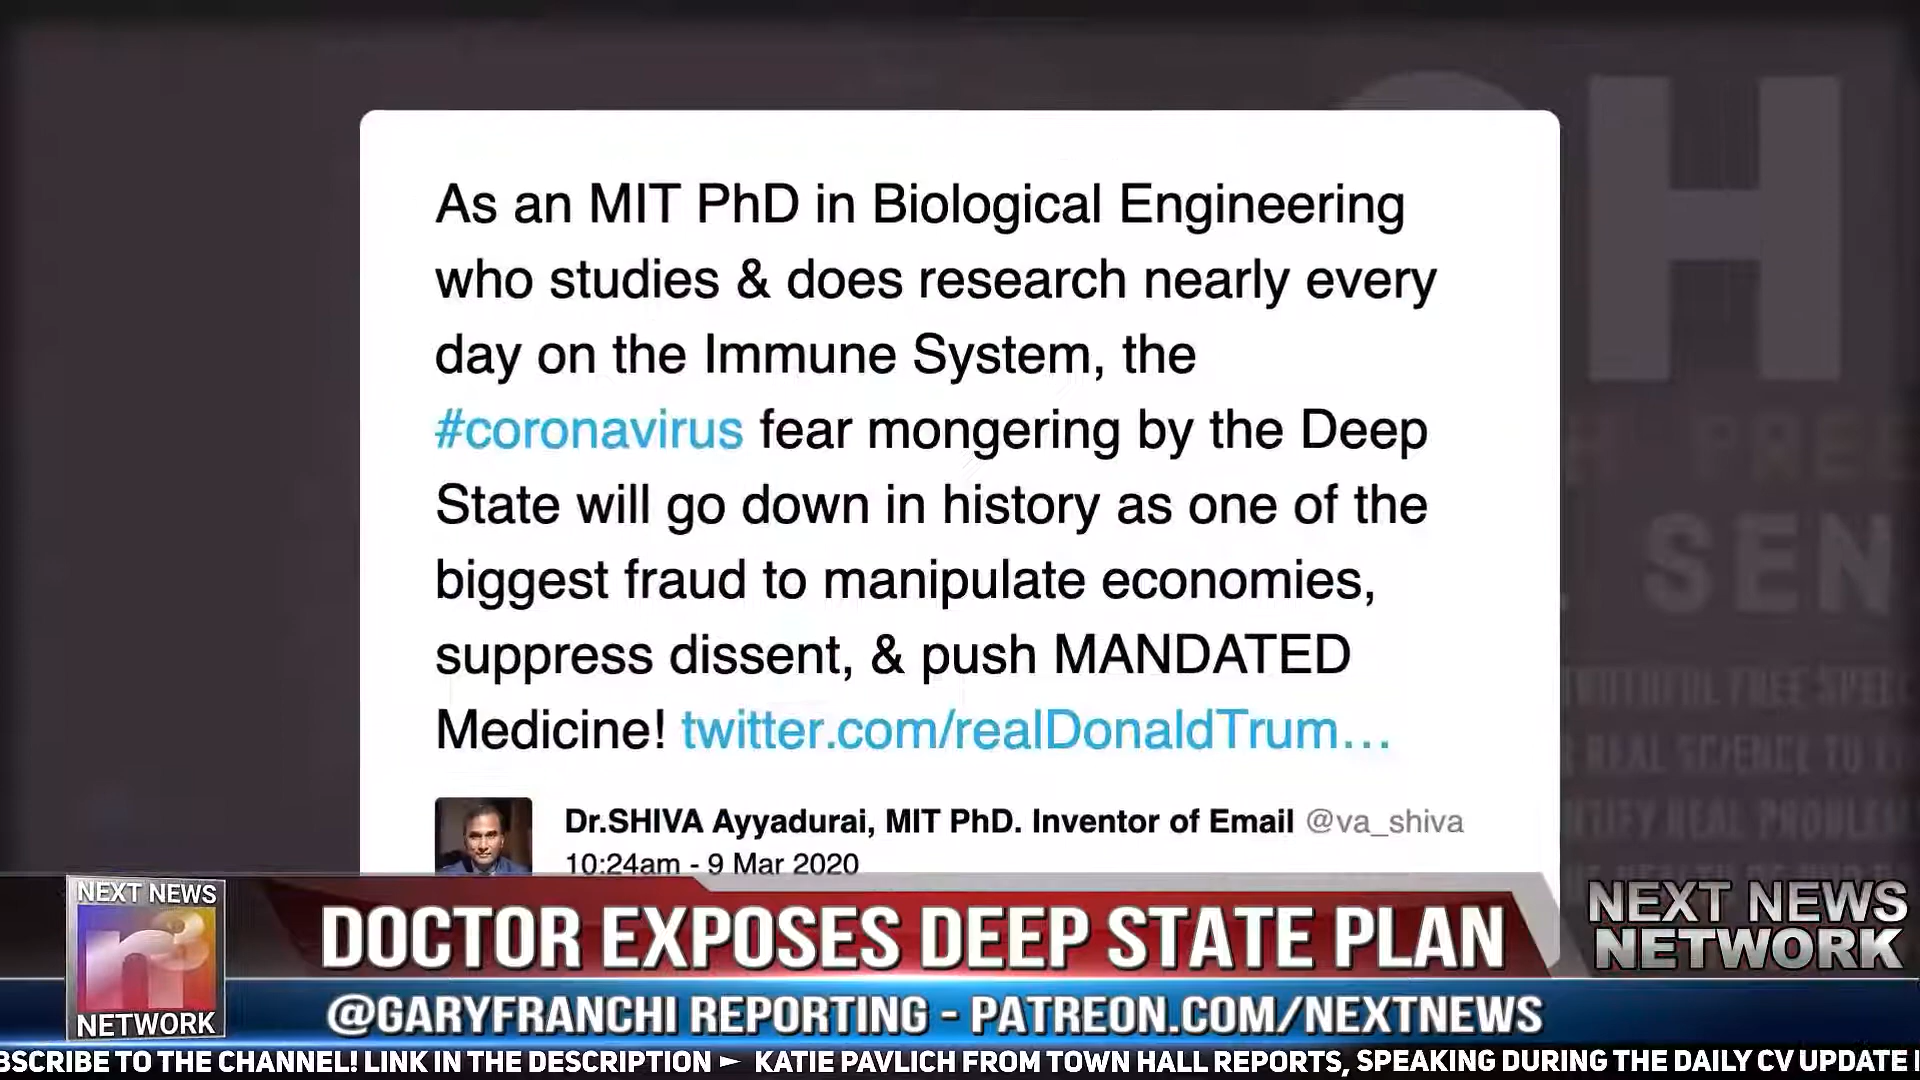 As an MIT PhD in Biological Engineering
who studies & does research nearly every
day on the Immune System, the
#coronavirus fear mongering by the Deep
State will go down in history as one of the
biggest fraud to manipulate economies,
suppress dissent, & push MANDATED
Medicine! twitter.com/realDonaldTrum…
Dr.SHIVA Ayyadurai, MIT PhD. Inventor of Email @va_shiva
10:24am - 9 Mar 2020
H
SEN
NEXT NEWS
NETWORK
DOCTOR EXPOSES DEEP STATE PLAN
@GARYFRANCHI REPORTING - PATREON.COM/NEXTNEWS
NEXT NEWS
NETWORK
BSCRIBE TO THE CHANNEL! LINK IN THE DESCRIPTION ► KATIE PAVLICH FROM TOWN HALL REPORTS, SPEAKING DURING THE DAILY CV UPDATE